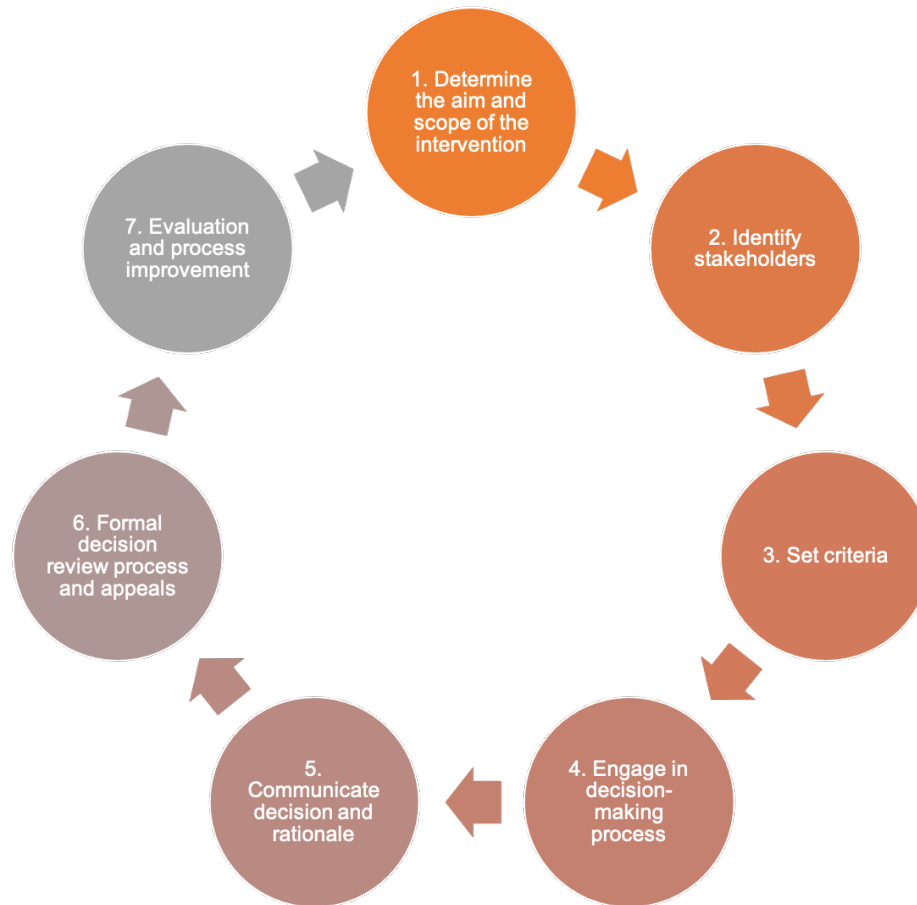 1. Determine
the aim and
scope of the
intervention
2. Identify
stakeholders
3. Set criteria
4. Engage in
decision-
making
process
5.
Communicate
decision and
rationale
6. Formal
decision
review process
and appeals
7. Evaluation
and process
improvement